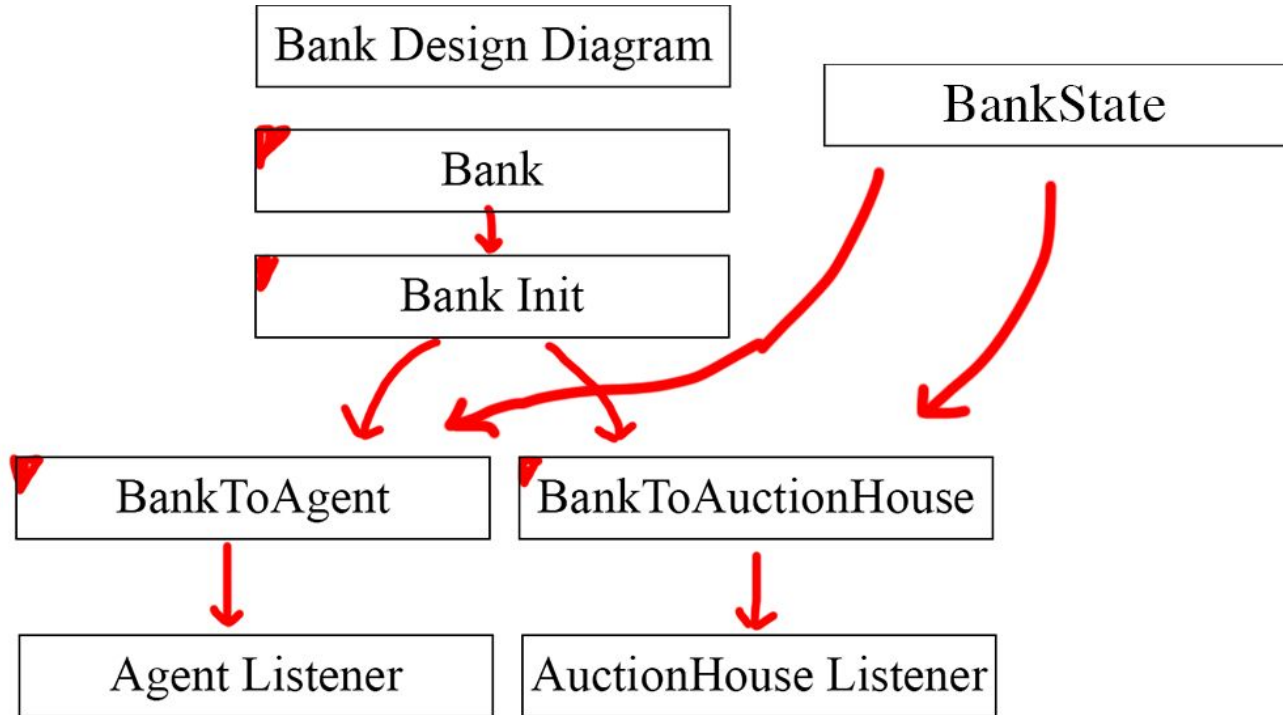 Bank Design Diagram
BankState
Bank
Bank Init
BankToAgent
BankToAuctionHouse
Agent Listener
AuctionHouse Listener